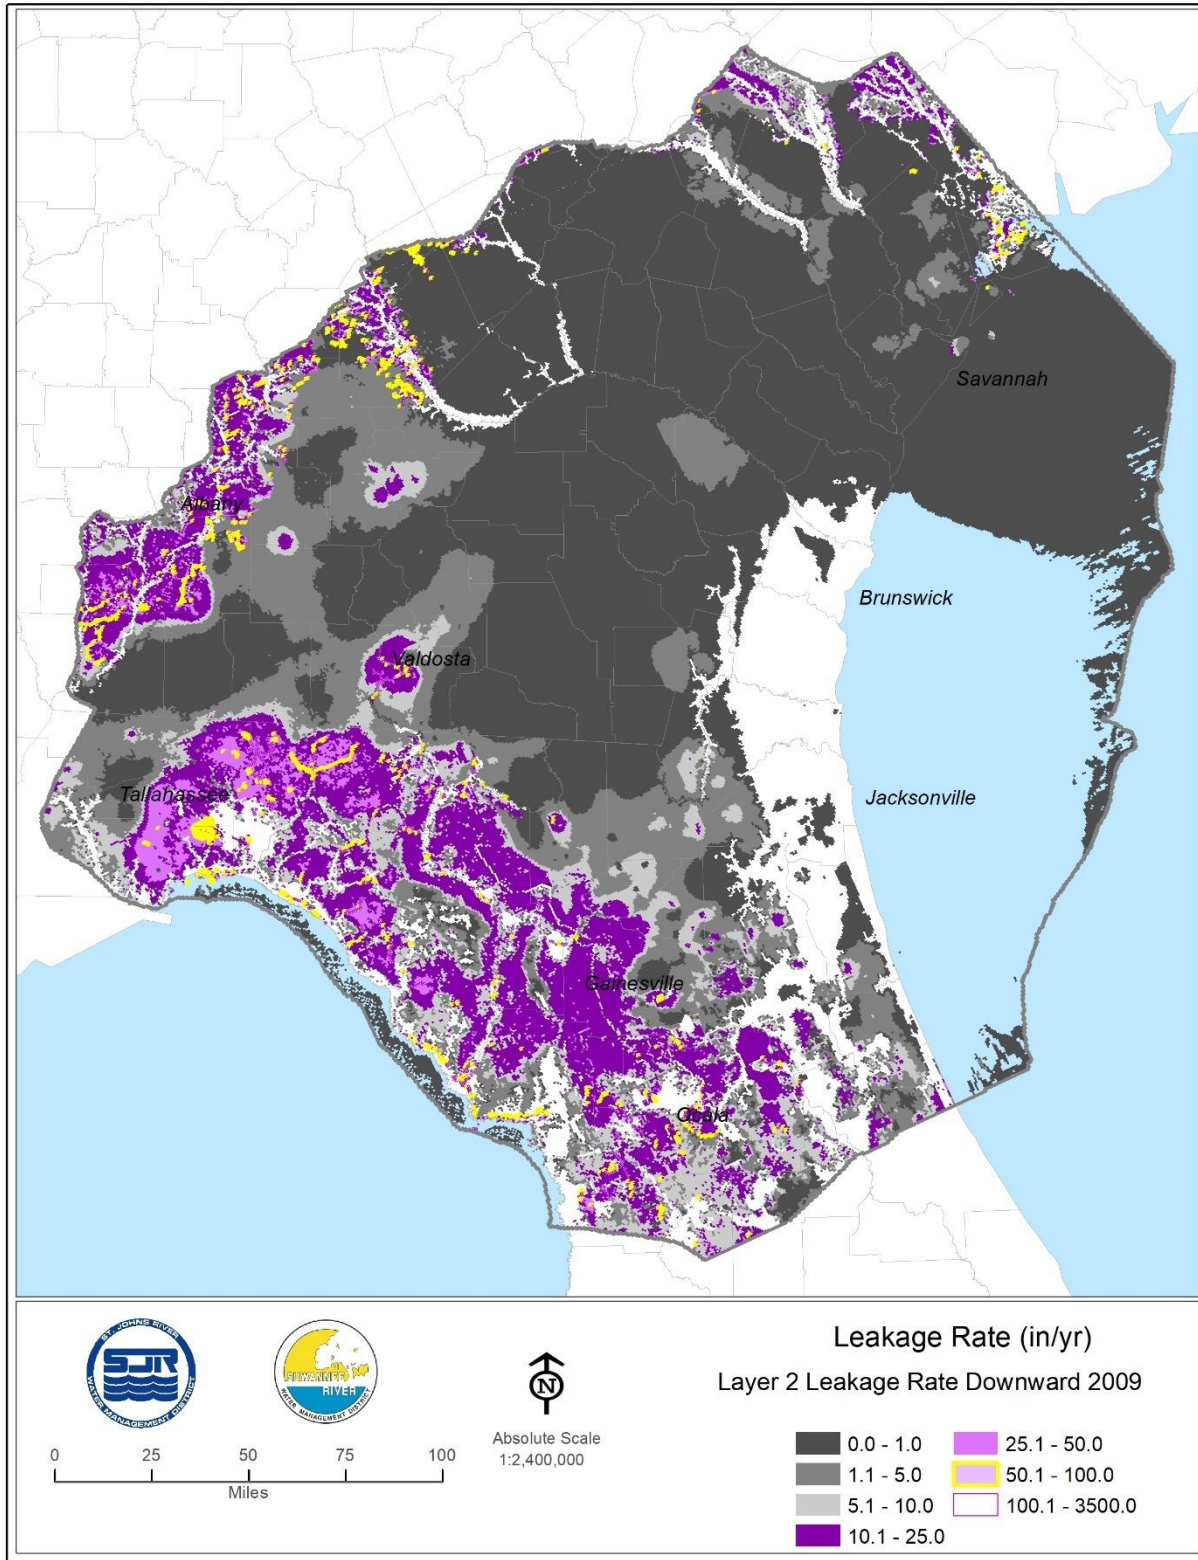 Savannah
Albany
Brunswick
Valdosta
Tallahassee
Jacksonville
Gainesville
Ocala
Leakage Rate (in/yr)
Layer 2 Leakage Rate Downward 2009
ST. JOHNS RIVER
SJR
WATER MANAGEMENT DISTRICT
SUWANNEE
RIVER
WATER MANAGEMENT DISTRICT
N
Absolute Scale
1:2,400,000
0 25 50 75 100
Miles
0.0 - 1.0
1.1 - 5.0
5.1 - 10.0
10.1 - 25.0
25.1 - 50.0
50.1 - 100.0
100.1 - 3500.0